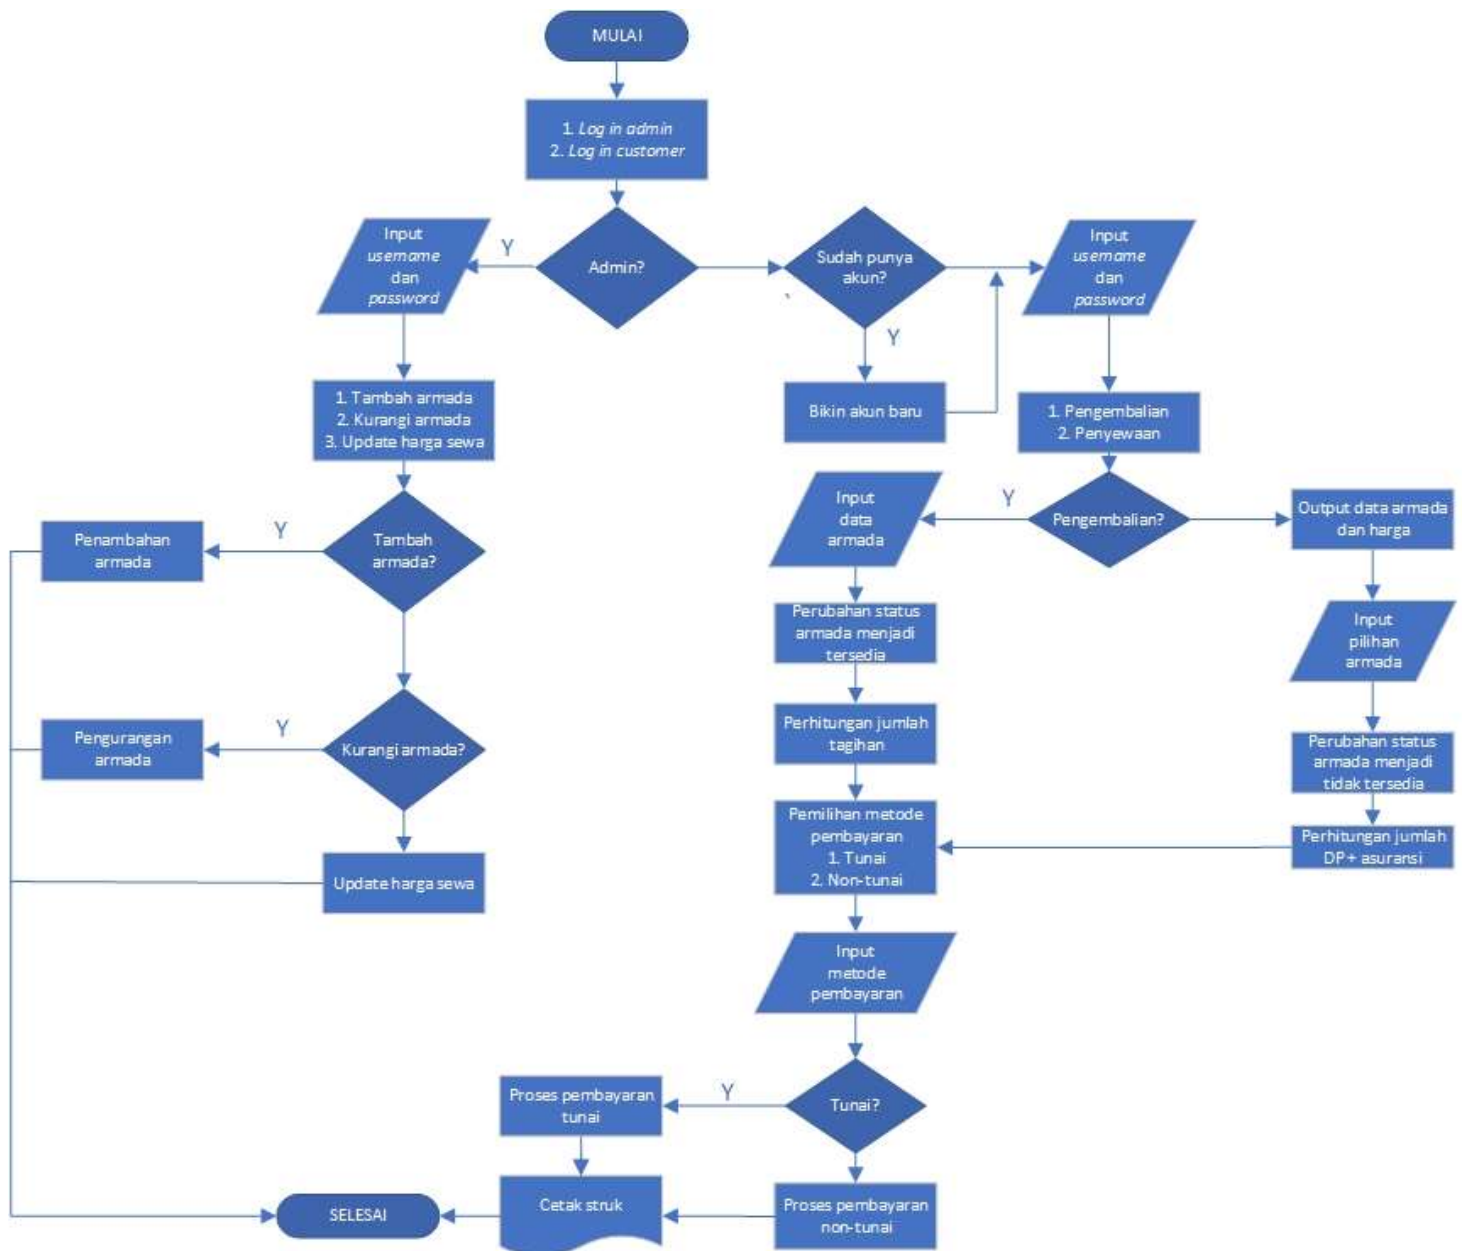 MULAI
1. Log in admin
2. Log in customer
Input
username
dan
password
Y
Admin?
Sudah punya
akun?
Input
username
dan
password
Y
1. Tambah armada
2. Kurangi armada
3. Update harga sewa
Bikin akun baru
1. Pengembalian
2. Penyewaan
Penambahan
armada
Y
Tambah
armada?
Input
data
armada
Y
Pengembalian?
Output data armada
dan harga
Perubahan status
armada menjadi
tersedia
Input
pilihan
armada
Pengurangan
armada
Y
Kurangi armada?
Perhitungan jumlah
tagihan
Perubahan status
armada menjadi
tidak tersedia
Update harga sewa
Pemilihan metode
pembayaran
1. Tunai
2. Non-tunai
Perhitungan jumlah
DP+ asuransi
Input
metode
pembayaran
Proses pembayaran
tunai
Y
Tunai?
SELESAI
Cetak struk
Proses pembayaran
non-tunai